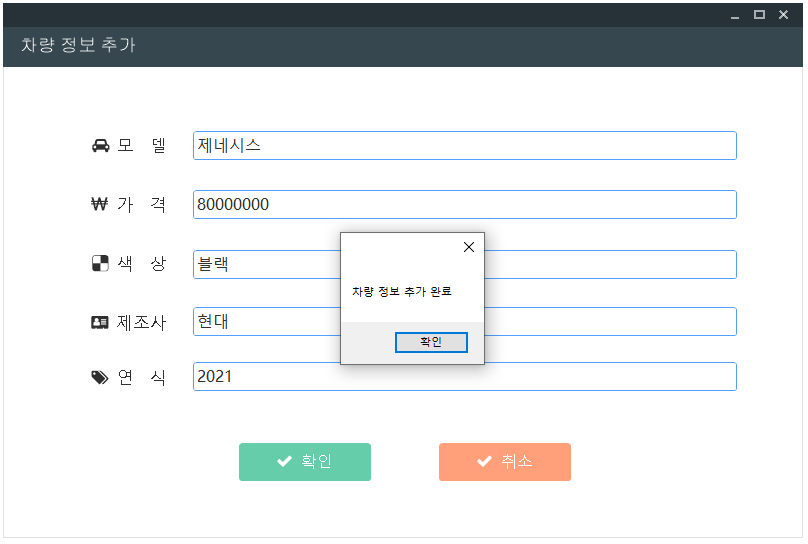 차량 정보 추가
모 델 제네시스
₩ 가 격 80000000
색 상 블랙
차량 정보 추가 완료
제조사 현대
확인
연 식 2021
확인
취소